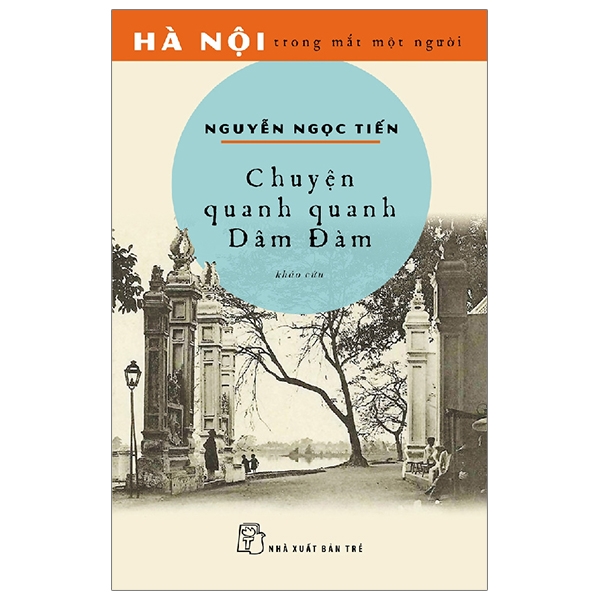 HÀ NỘI trong mắt một người
NGUYỄN NGỌC TIẾN
Chuyện
quanh quanh
Dâm Đàm
khảo cứu
NHÀ XUẤT BẢN TRẺ